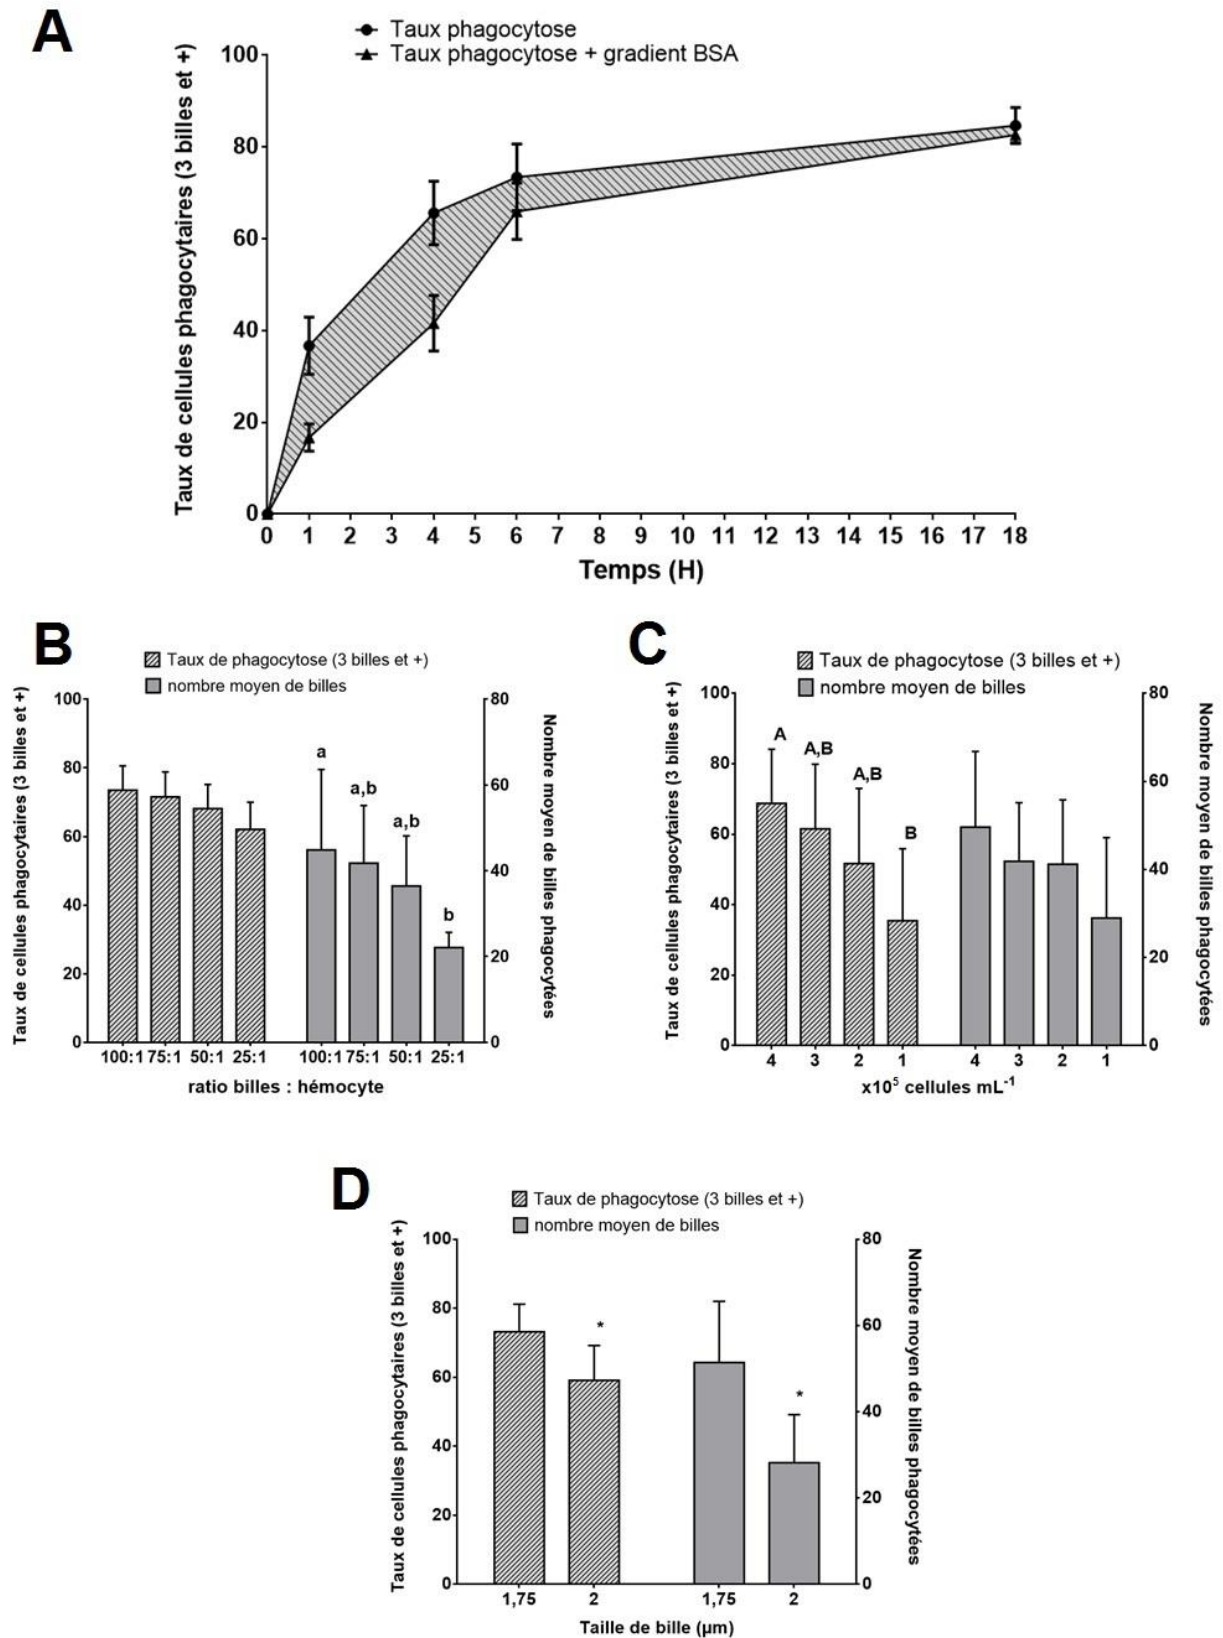 A
Taux phagocytose
Taux phagocytose + gradient BSA
Taux de cellules phagocytaires (3 billes et +)
100
80
60
40
20
0
0 1 2 3 4 5 6 7 8 9 10 11 12 13 14 15 16 17 18
Temps (H)
B
Taux de phagocytose (3 billes et +)
nombre moyen de billes
Taux de cellules phagocytaires (3 billes et +)
100
80
60
40
20
0
a
a,b
a,b
b
80
60
40
20
0
Nombre moyen de billes phagocytées
100:1 75:1 50:1 25:1 100:1 75:1 50:1 25:1
ratio billes : hémocyte
C
Taux de phagocytose (3 billes et +)
nombre moyen de billes
Taux de cellules phagocytaires (3 billes et +)
100
80
60
40
20
0
A
A,B
A,B
B
80
60
40
20
0
Nombre moyen de billes phagocytées
4 3 2 1 4 3 2 1
x10⁵ cellules mL⁻¹
D
Taux de phagocytose (3 billes et +)
nombre moyen de billes
Taux de cellules phagocytaires (3 billes et +)
100
80
60
40
20
0
*
*
80
60
40
20
0
Nombre moyen de billes phagocytées
1,75 2 1,75 2
Taille de bille (µm)